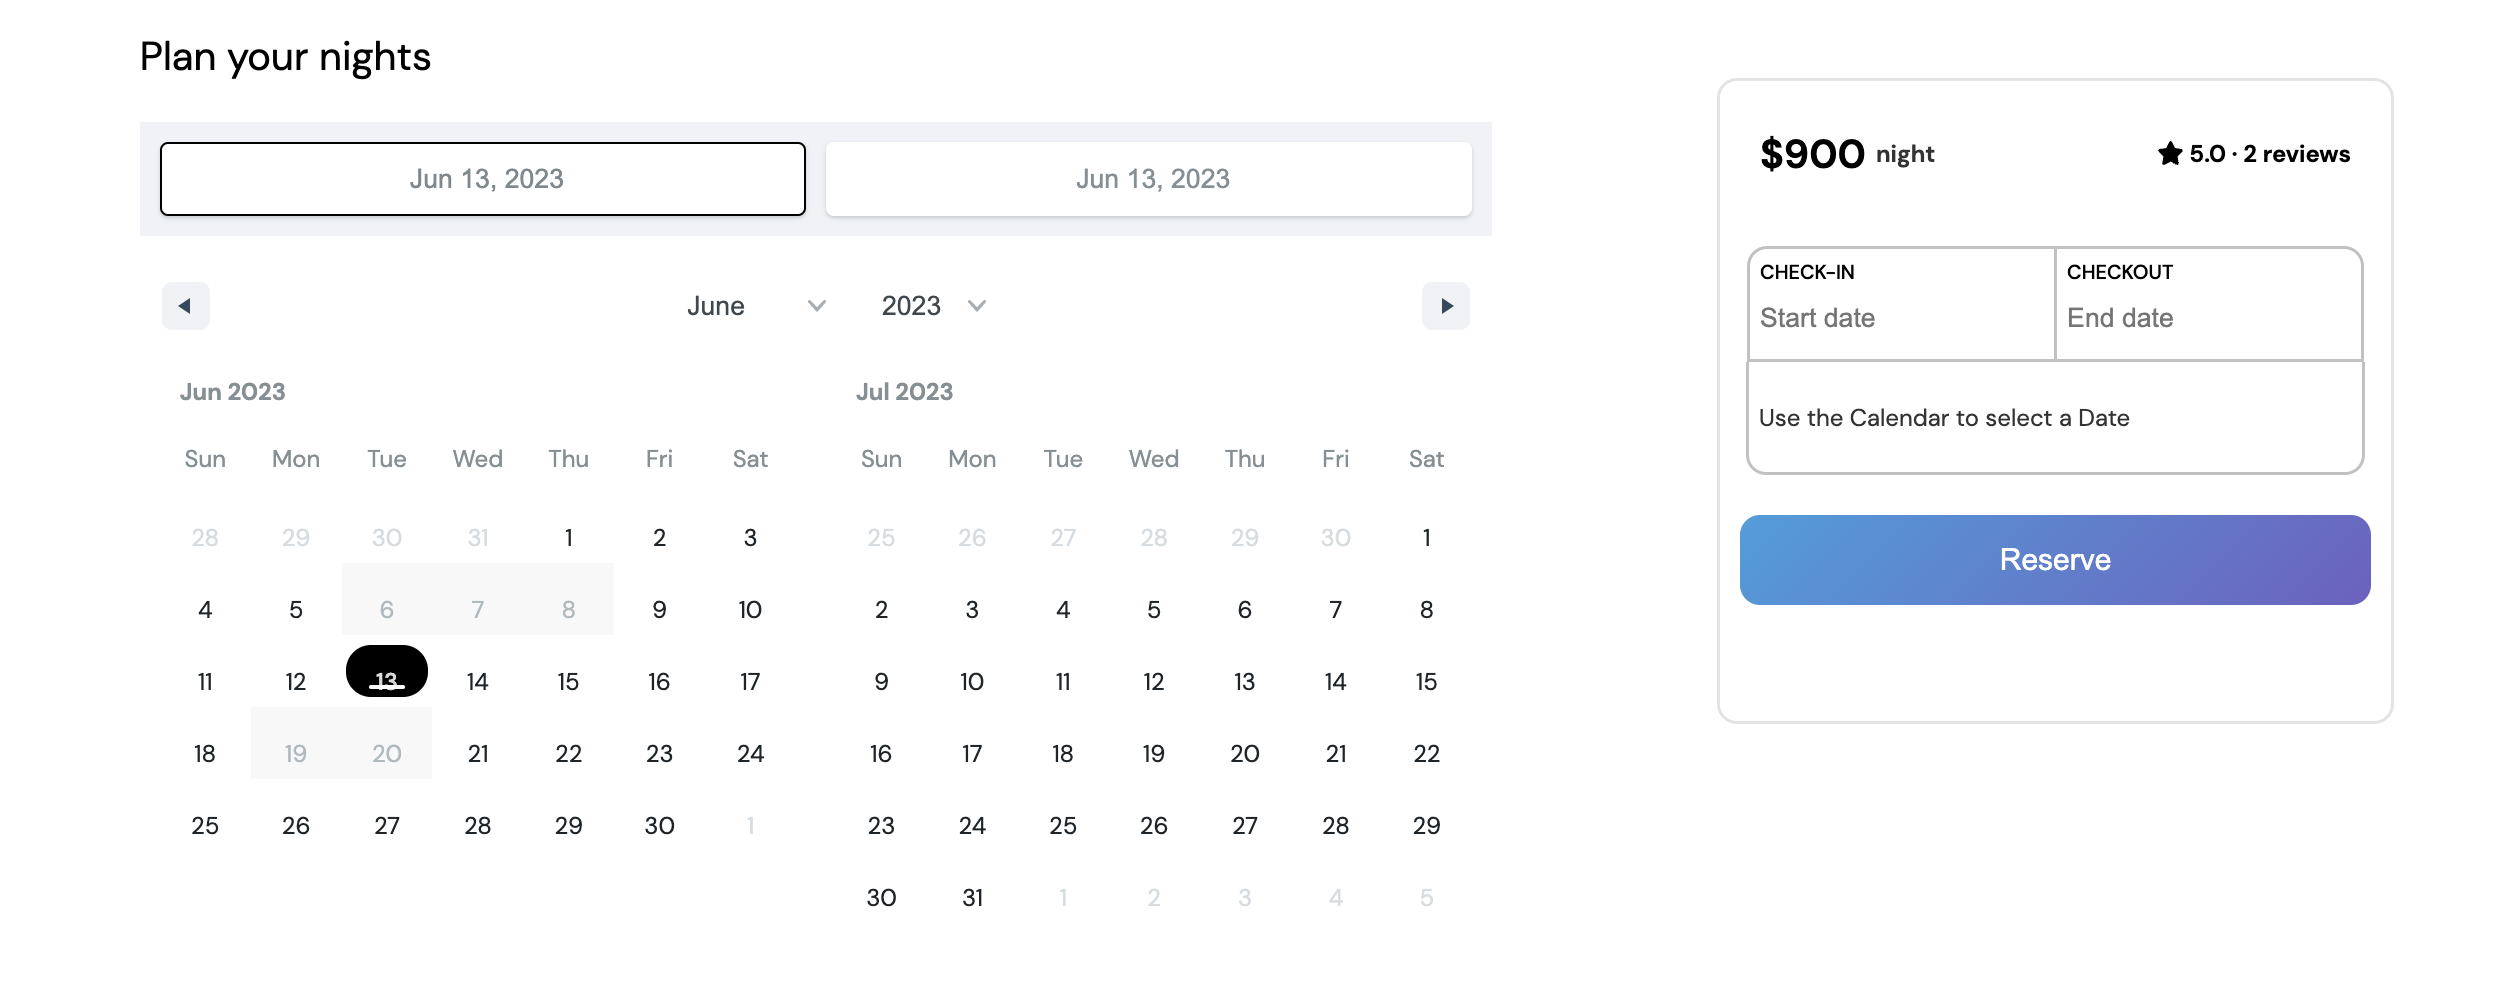 Plan your nights
Jun 13, 2023 Jun 13, 2023
June 2023
Jun 2023
Sun Mon Tue Wed Thu Fri Sat
28 29 30 31 1 2 3
4 5 6 7 8 9 10
11 12 13 14 15 16 17
18 19 20 21 22 23 24
25 26 27 28 29 30 1
Jul 2023
Sun Mon Tue Wed Thu Fri Sat
25 26 27 28 29 30 1
2 3 4 5 6 7 8
9 10 11 12 13 14 15
16 17 18 19 20 21 22
23 24 25 26 27 28 29
30 31 1 2 3 4 5
$900 night
5.0 · 2 reviews
CHECK-IN
Start date
CHECKOUT
End date
Use the Calendar to select a Date
Reserve